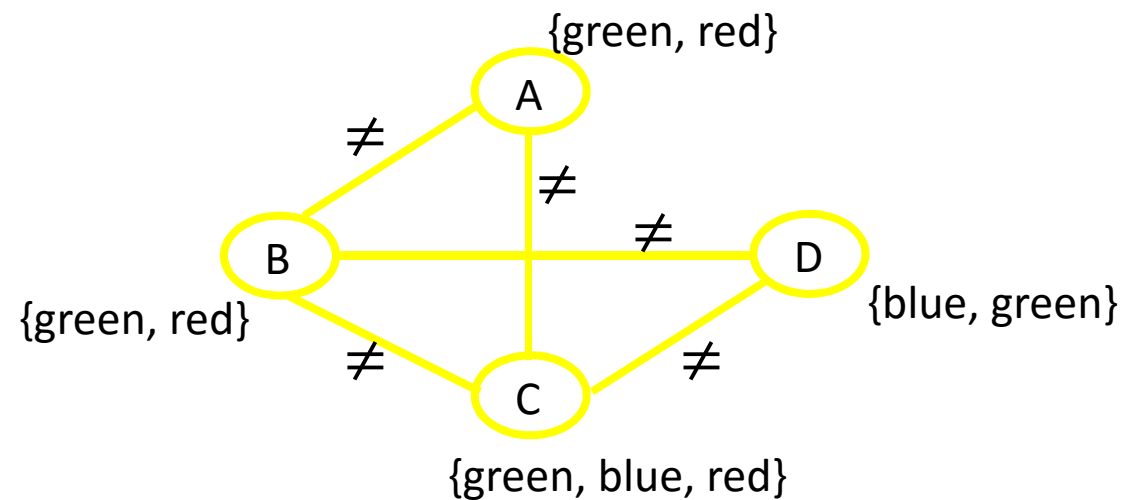 {green, red}
A
≠
≠
≠
B
D
{blue, green}
{green, red}
≠
≠
C
{green, blue, red}